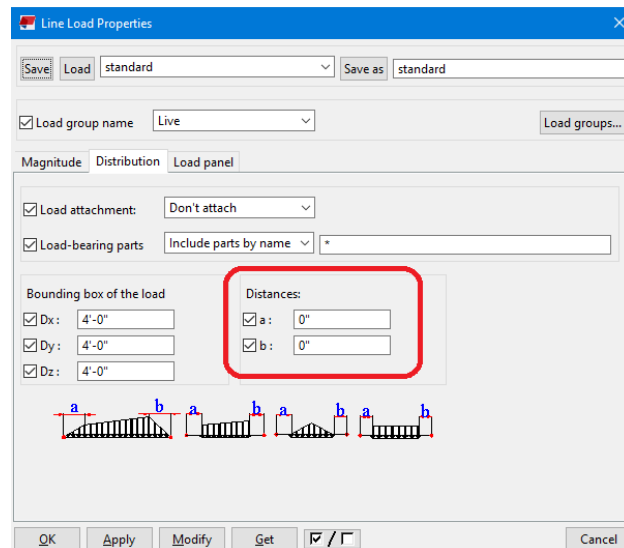 Line Load Properties
Save Load standard Save as standard
Load group name Live Load groups...
Magnitude Distribution Load panel
Load attachment: Don't attach
Load-bearing parts Include parts by name *
Bounding box of the load Distances:
Dx : 4'-0" a : 0"
Dy : 4'-0" b : 0"
Dz : 4'-0"
a b a b a b a b
OK Apply Modify Get / Cancel